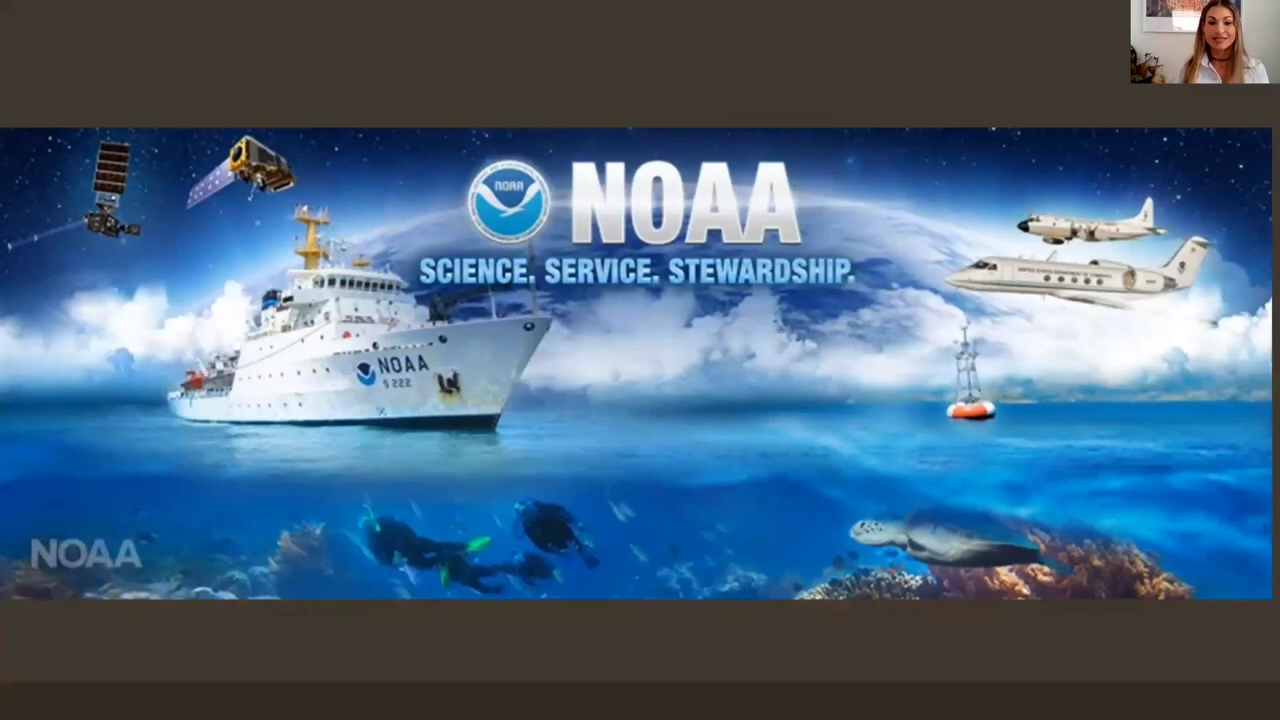 NOAA
NOAA
SCIENCE. SERVICE. STEWARDSHIP.
NOAA
S 222
NOAA